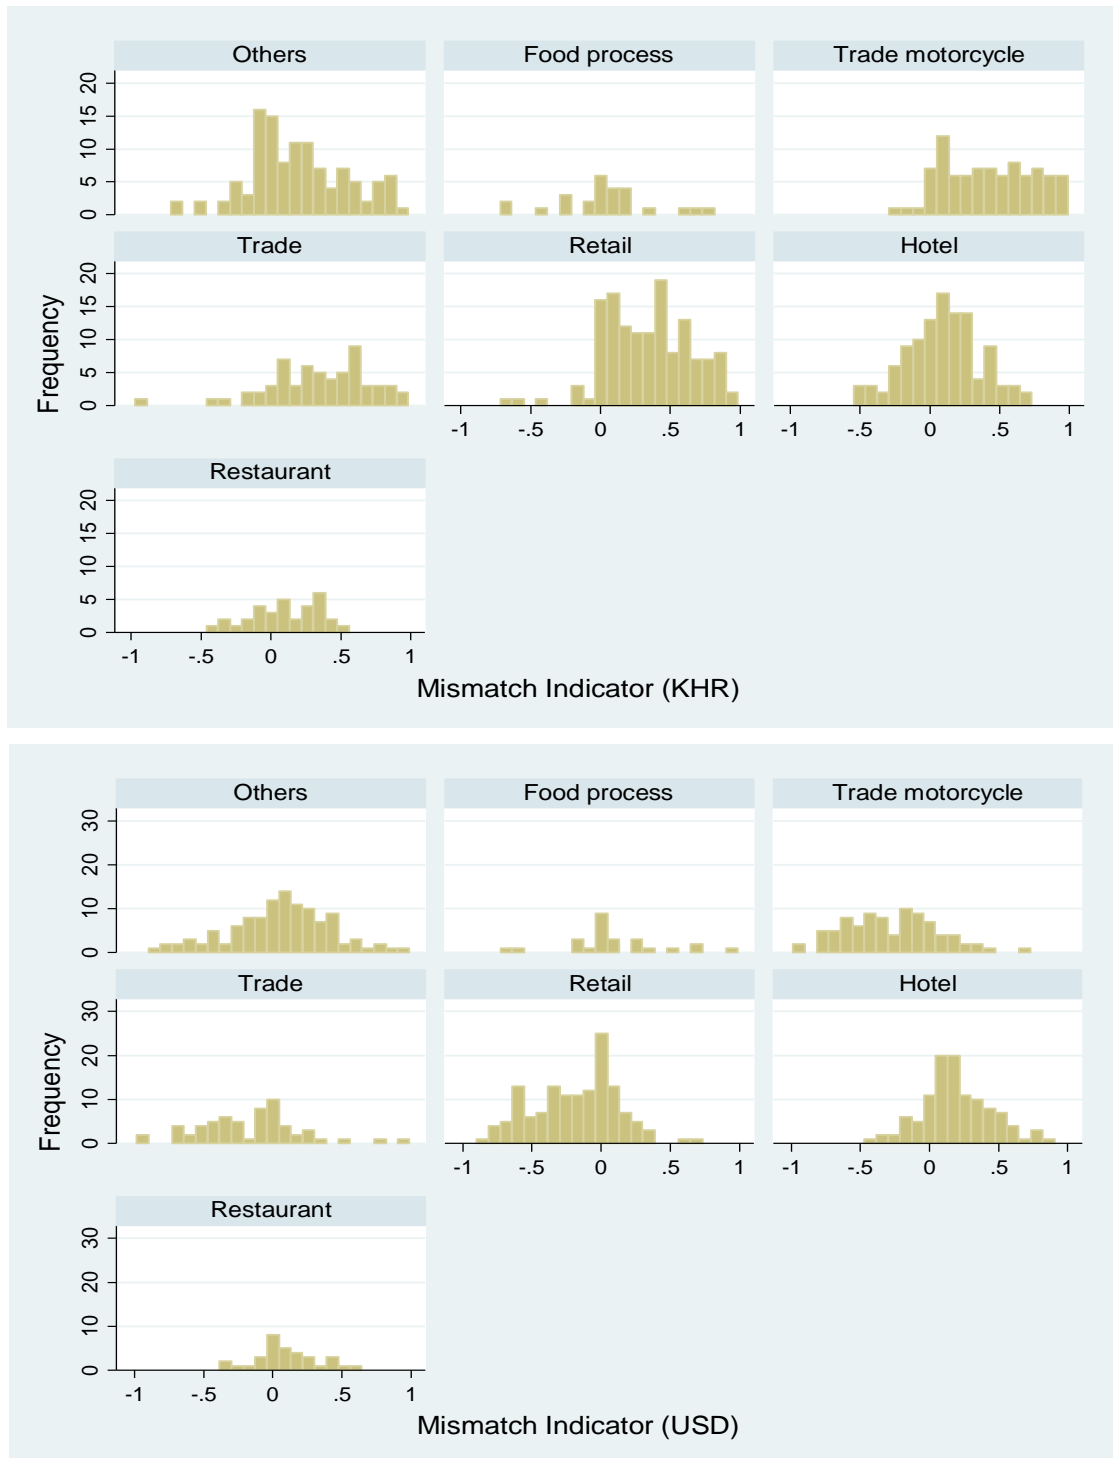 Others Food process Trade motorcycle
20
15
10
5
0
Trade Retail Hotel
20
15
10
5
0
-1 -.5 0 .5 1 -1 -.5 0 .5 1
Restaurant
20
15
10
5
0
-1 -.5 0 .5 1
Frequency
Mismatch Indicator (KHR)
Others Food process Trade motorcycle
30
20
10
0
Trade Retail Hotel
30
20
10
0
-1 -.5 0 .5 1 -1 -.5 0 .5 1
Restaurant
30
20
10
0
-1 -.5 0 .5 1
Frequency
Mismatch Indicator (USD)